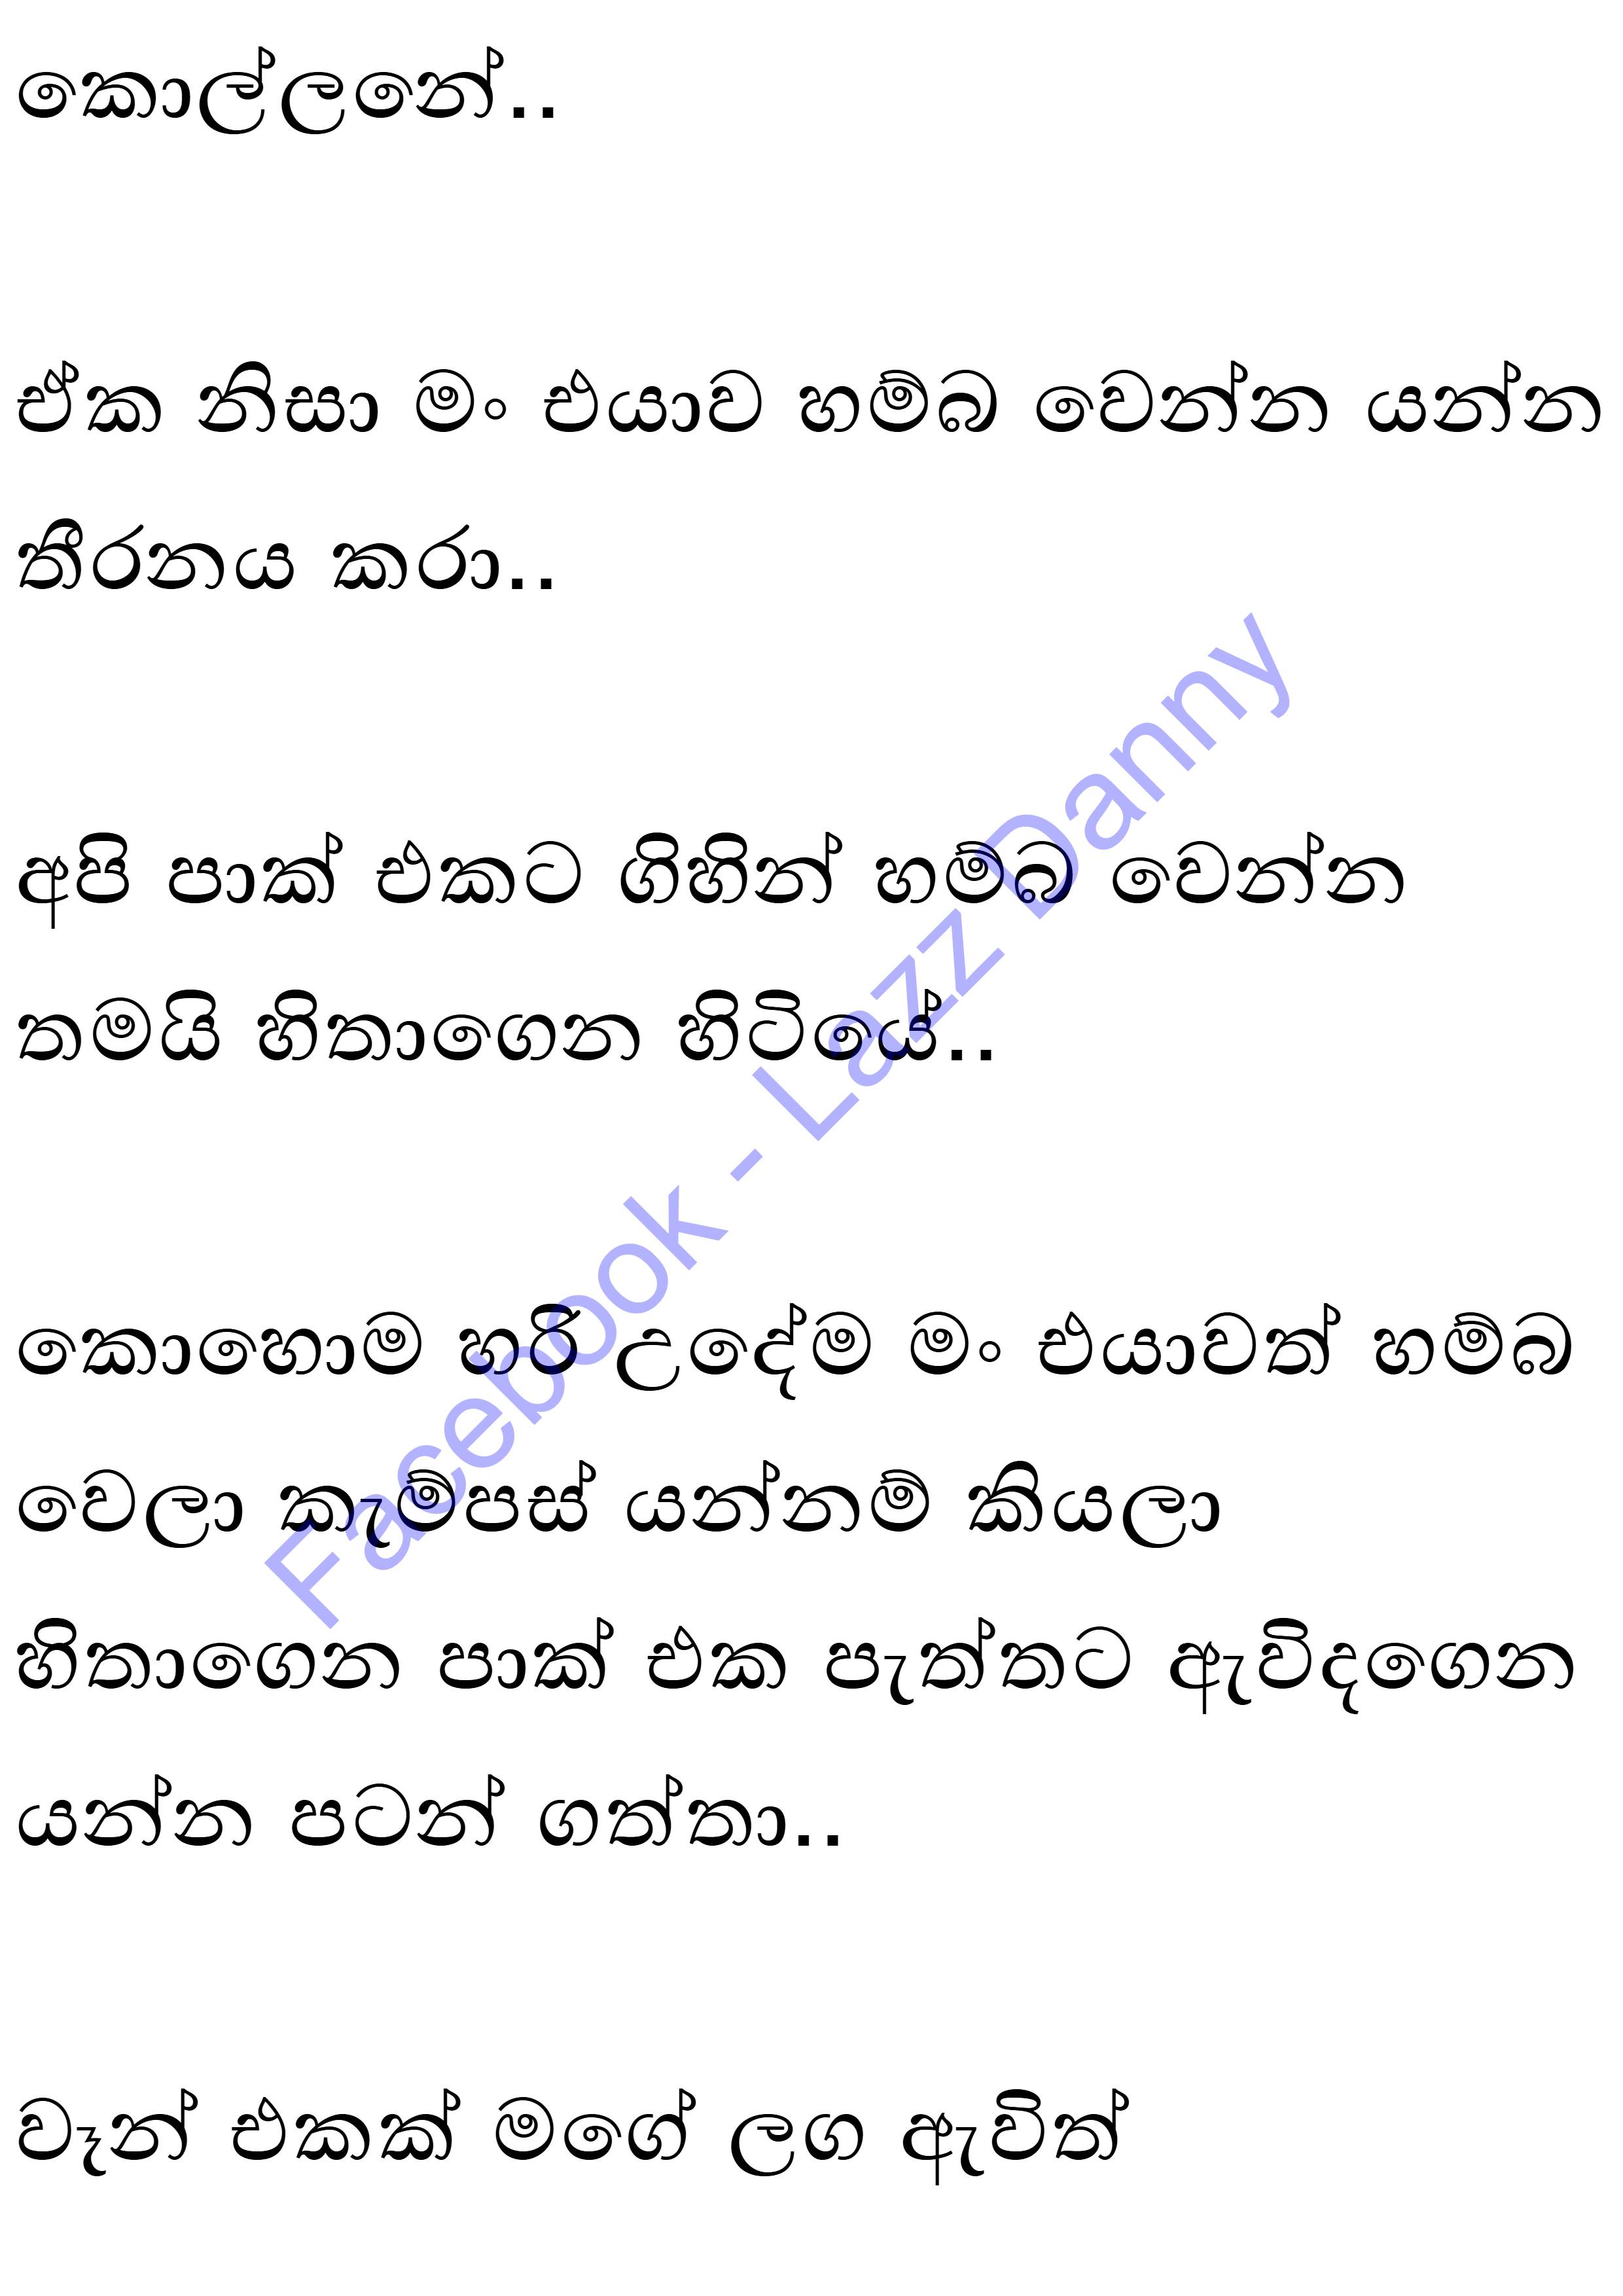 කොල්ලනේ..
ඒක නිසා මං එයාව හම්බ වෙන්න යන්න
තීරනය කරා..
අපි පාක් එකට ගිහින් හම්බ වෙන්න
තමයි හිතාගෙන හිටියේ..
කොහොම හරි උදේම මං එයාවත් හම්බ
වෙලා කැම්පස් යන්නම් කියලා
හිතාගෙන පාක් එක පැත්තට ඇවිදගෙන
යන්න පටන් ගත්තා..
වෑන් එකක් මගේ ලග ඇවිත්
Facebook - Lazz Danny